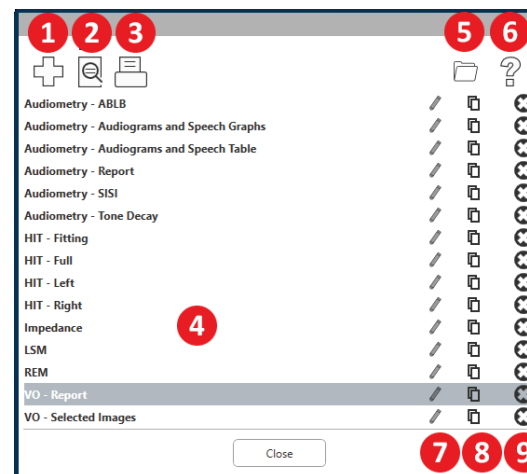 1 2 3 5 6
?
Audiometry - ABLB
Audiometry - Audiograms and Speech Graphs
Audiometry - Audiograms and Speech Table
Audiometry - Report
Audiometry - SISI
Audiometry - Tone Decay
HIT - Fitting
HIT - Full
HIT - Left
HIT - Right
Impedance
4
LSM
REM
VO - Report
VO - Selected Images
Close
7 8 9